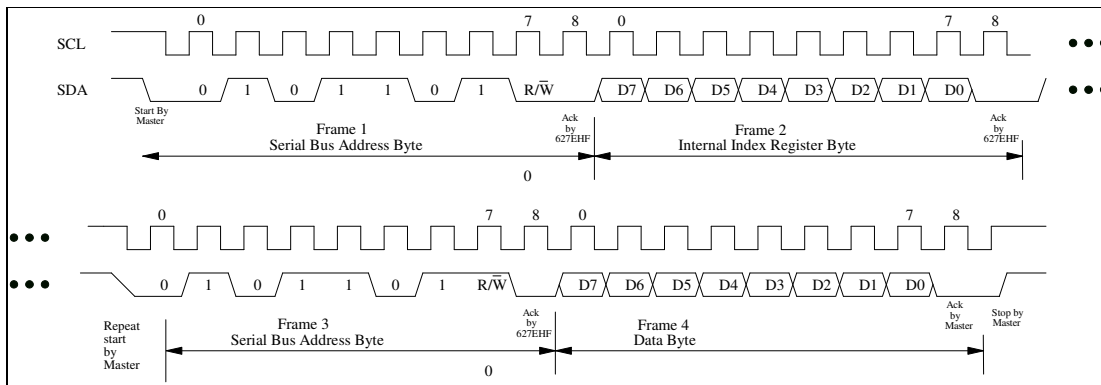 0 7 8 0 7 8
SCL
SDA 0 1 0 1 1 0 1 R/W̅ D7 D6 D5 D4 D3 D2 D1 D0
Start By
Master
Frame 1
Serial Bus Address Byte
Ack
by
627EHF
Frame 2
Internal Index Register Byte
Ack
by
627EHF
0
0 7 8 0 7 8
0 1 0 1 1 0 1 R/W̅ D7 D6 D5 D4 D3 D2 D1 D0
Repeat
start
by
Master
Frame 3
Serial Bus Address Byte
Ack
by
627EHF
Frame 4
Data Byte
Ack
by
Master
Stop by
Master
0